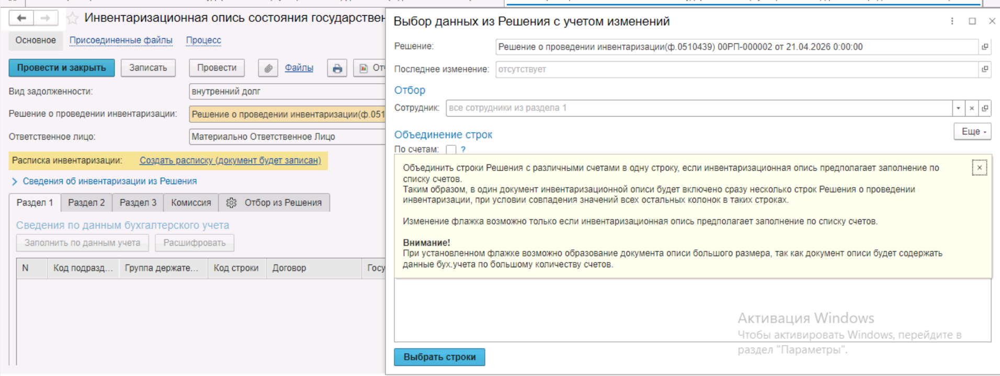 Инвентаризационная опись состояния государствен
Основное Присоединенные файлы Процесс
Провести и закрыть Записать Провести Файлы От
Вид задолженности: внутренний долг
Решение о проведении инвентаризации: Решение о проведении инвентаризации(ф.051
Ответственное лицо: Материально Ответственное Лицо
Расписка инвентаризации: Создать расписку (документ будет записан)
Сведения об инвентаризации из Решения
Раздел 1 Раздел 2 Раздел 3 Комиссия Отбор из Решения
Сведения по данным бухгалтерского учета
Заполнить по данным учета Расшифровать
N Код подразд... Группа держате... Код строки Договор Госу
Выбор данных из Решения с учетом изменений
Решение: Решение о проведении инвентаризации(ф.0510439) 00РП-000002 от 21.04.2026 0:00:00
Последнее изменение: отсутствует
Отбор
Сотрудник: все сотрудники из раздела 1
Еще
Объединение строк
По счетам: ?
Объединить строки Решения с различными счетами в одну строку, если инвентаризационная опись предполагает заполнение по
списку счетов.
Таким образом, в один документ инвентаризационной описи будет включено сразу несколько строк Решения о проведении
инвентаризации, при условии совпадения значений всех остальных колонок в таких строках.
Изменение флажка возможно только если инвентаризационная опись предполагает заполнение по списку счетов.
Внимание!
При установленном флажке возможно образование документа описи большого размера, так как документ описи будет содержать
данные бух.учета по большому количеству счетов.
Активация Windows
Чтобы активировать Windows, перейдите в
раздел "Параметры".
Выбрать строки